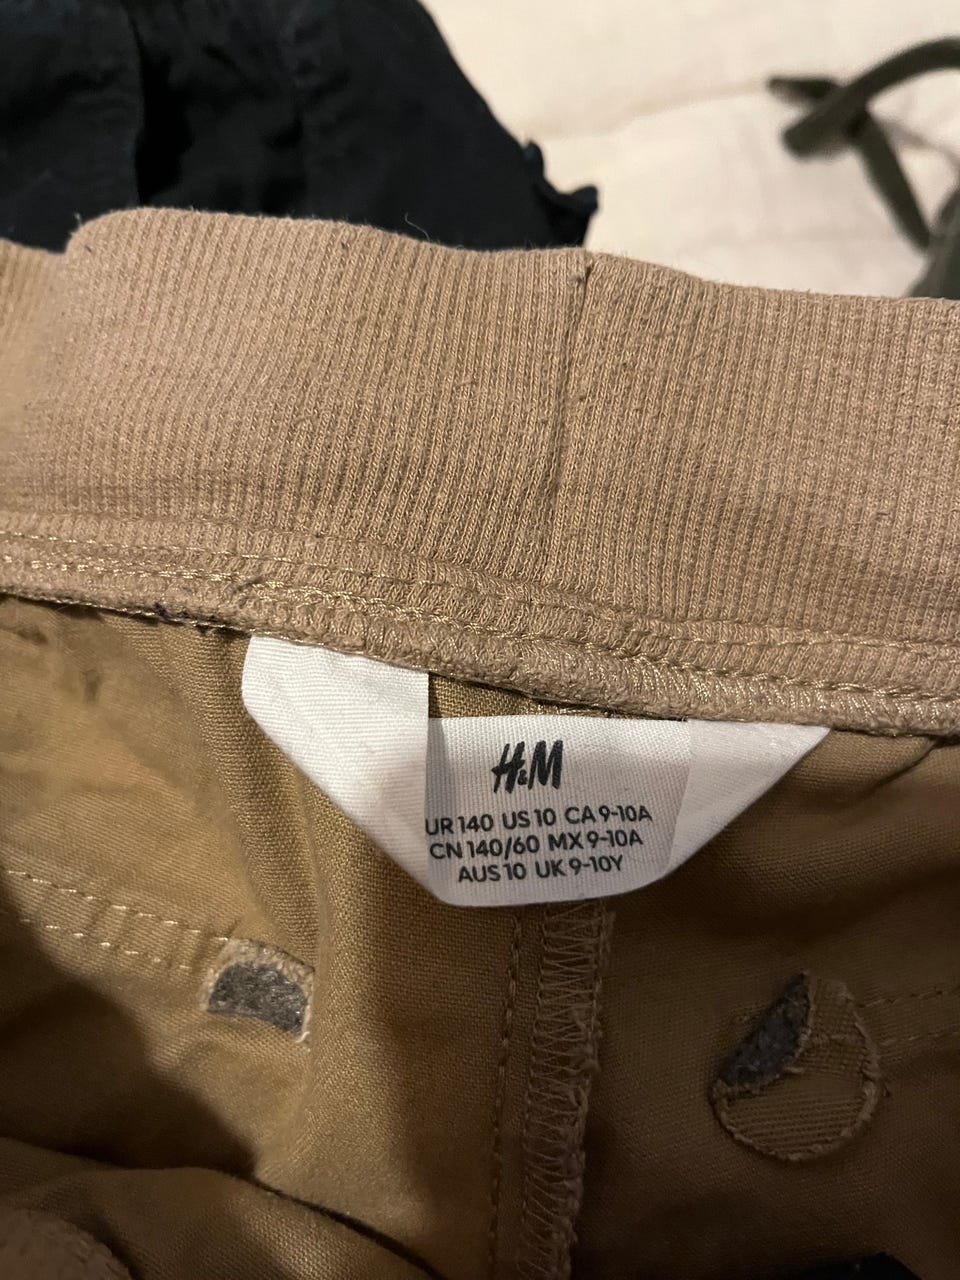 H&M
UR 140 US 10 CA 9-10A
CN 140/60 MX 9-10A
AUS 10 UK 9-10Y